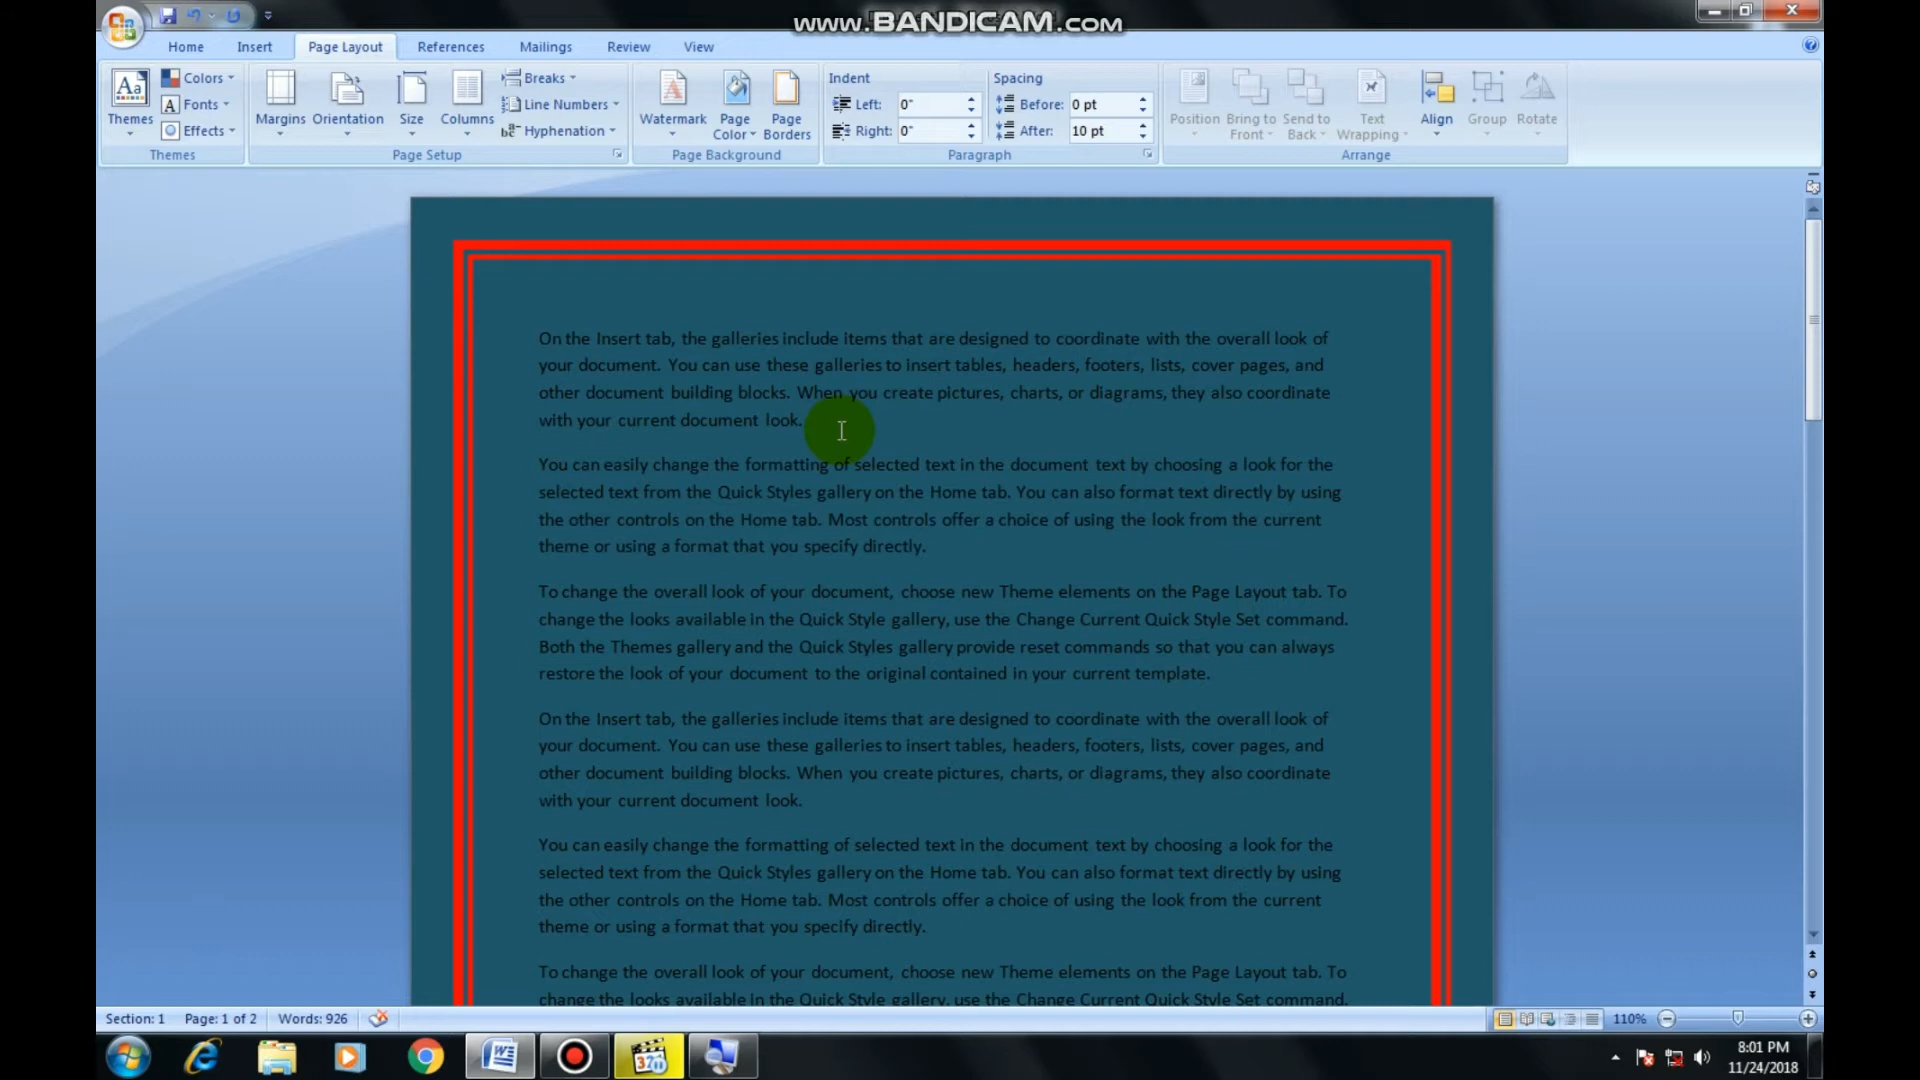 www.BANDICAM.com
Home Insert Page Layout References Mailings Review View
Themes
Colors
Fonts
Effects
Themes
Margins
Orientation
Size
Columns
Breaks
Line Numbers
Hyphenation
Page Setup
Watermark
Page Color
Page Borders
Page Background
Indent
Left: 0"
Right: 0"
Spacing
Before: 0 pt
After: 10 pt
Paragraph
Position
Bring to Front
Send to Back
Text Wrapping
Align
Group
Rotate
Arrange
On the Insert tab, the galleries include items that are designed to coordinate with the overall look of
your document. You can use these galleries to insert tables, headers, footers, lists, cover pages, and
other document building blocks. When you create pictures, charts, or diagrams, they also coordinate
with your current document look.
You can easily change the formatting of selected text in the document text by choosing a look for the
selected text from the Quick Styles gallery on the Home tab. You can also format text directly by using
the other controls on the Home tab. Most controls offer a choice of using the look from the current
theme or using a format that you specify directly.
To change the overall look of your document, choose new Theme elements on the Page Layout tab. To
change the looks available in the Quick Style gallery, use the Change Current Quick Style Set command.
Both the Themes gallery and the Quick Styles gallery provide reset commands so that you can always
restore the look of your document to the original contained in your current template.
On the Insert tab, the galleries include items that are designed to coordinate with the overall look of
your document. You can use these galleries to insert tables, headers, footers, lists, cover pages, and
other document building blocks. When you create pictures, charts, or diagrams, they also coordinate
with your current document look.
You can easily change the formatting of selected text in the document text by choosing a look for the
selected text from the Quick Styles gallery on the Home tab. You can also format text directly by using
the other controls on the Home tab. Most controls offer a choice of using the look from the current
theme or using a format that you specify directly.
To change the overall look of your document, choose new Theme elements on the Page Layout tab. To
change the looks available in the Quick Style gallery, use the Change Current Quick Style Set command.
Section: 1 Page: 1 of 2 Words: 926
110%
8:01 PM
11/24/2018